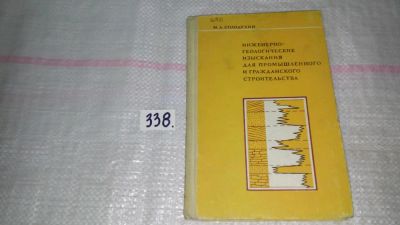 М.А. СОЛОДУХИН
ИНЖЕНЕРНО-
ГЕОЛОГИЧЕСКИЕ
ИЗЫСКАНИЯ
ДЛЯ ПРОМЫШЛЕННОГО
И ГРАЖДАНСКОГО
СТРОИТЕЛЬСТВА
338.